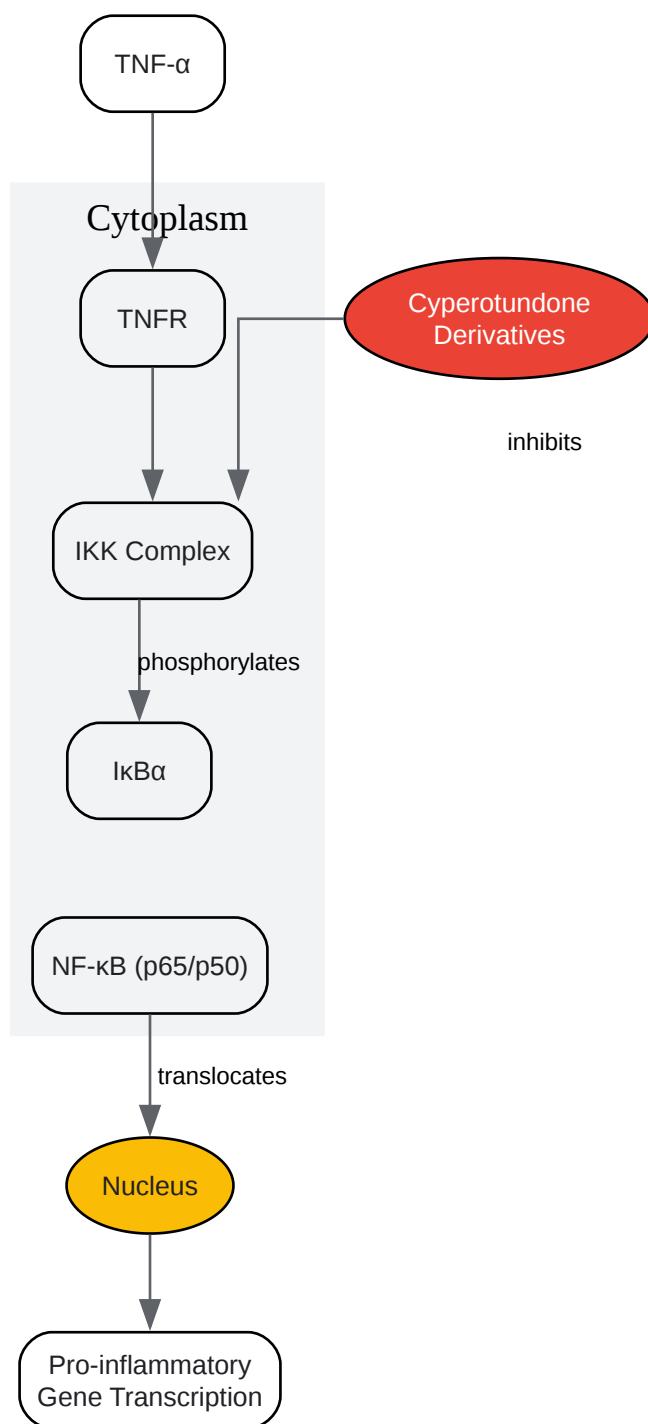 TNF-α
Cytoplasm
TNFR
Cyperotundone
Derivatives
inhibits
IKK Complex
phosphorylates
IκBα
NF-κB (p65/p50)
translocates
Nucleus
Pro-inflammatory
Gene Transcription